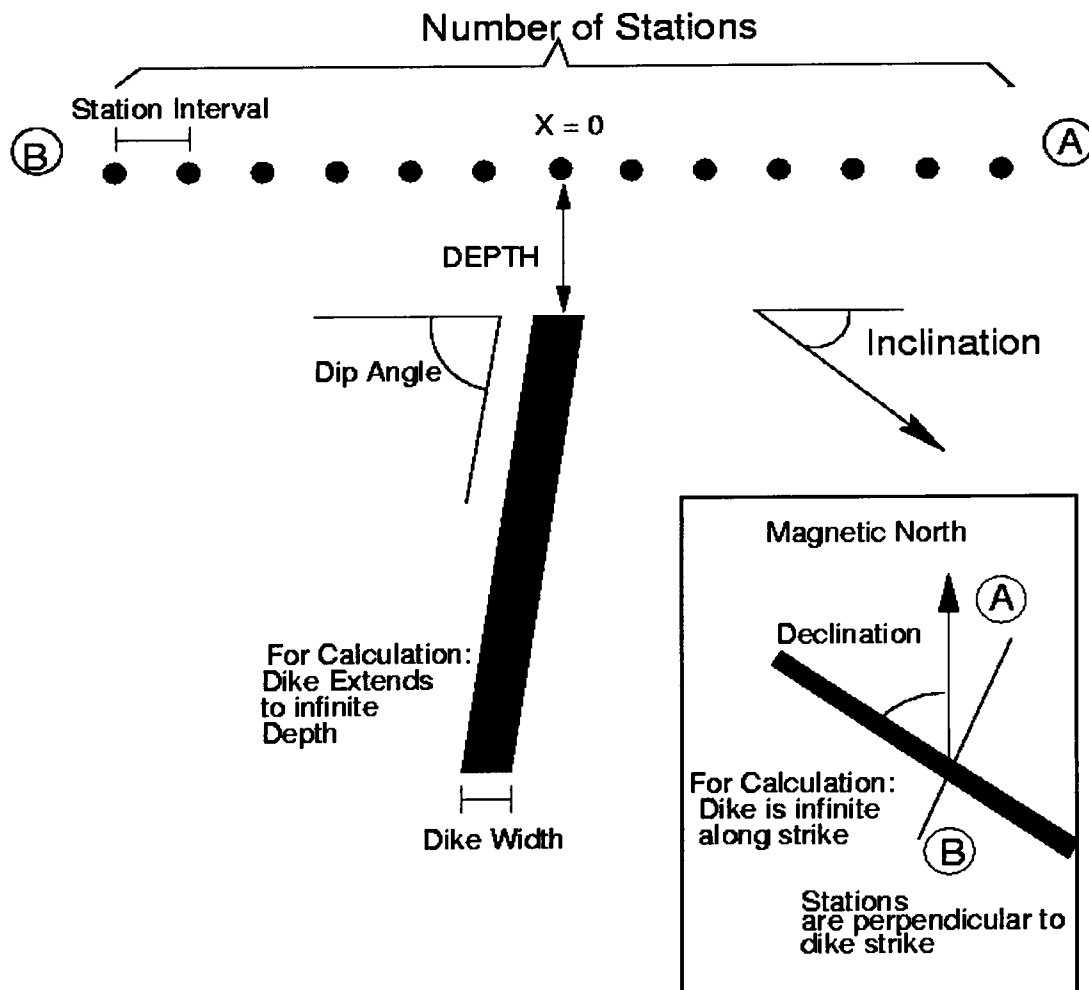 Number of Stations
Station Interval
X = 0
B
A
DEPTH
Dip Angle
Inclination
For Calculation:
Dike Extends
to infinite
Depth
Dike Width
Magnetic North
A
Declination
For Calculation:
Dike is infinite
along strike
B
Stations
are perpendicular to
dike strike